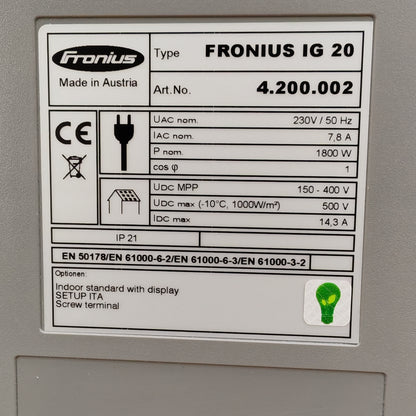 Fronius
Made in Austria
Type FRONIUS IG 20
Art.No. 4.200.002
CE
UAC nom. 230V / 50 Hz
IAC nom. 7,8 A
P nom. 1800 W
cos φ 1
UDC MPP 150 - 400 V
UDC max (-10°C, 1000W/m²) 500 V
IDC max 14,3 A
IP 21
EN 50178/EN 61000-6-2/EN 61000-6-3/EN 61000-3-2
Optionen:
Indoor standard with display
SETUP ITA
Screw terminal